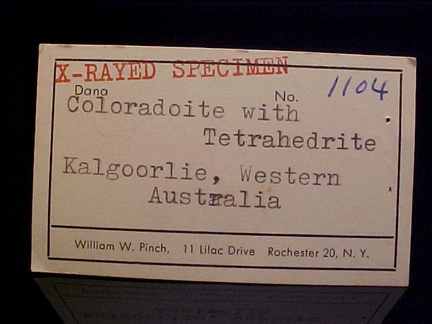 X-RAYED SPECIMEN
Dana No. 1104
Coloradoite with
Tetrahedrite
Kalgoorlie, Western
Australia
William W. Pinch, 11 Lilac Drive Rochester 20, N. Y.